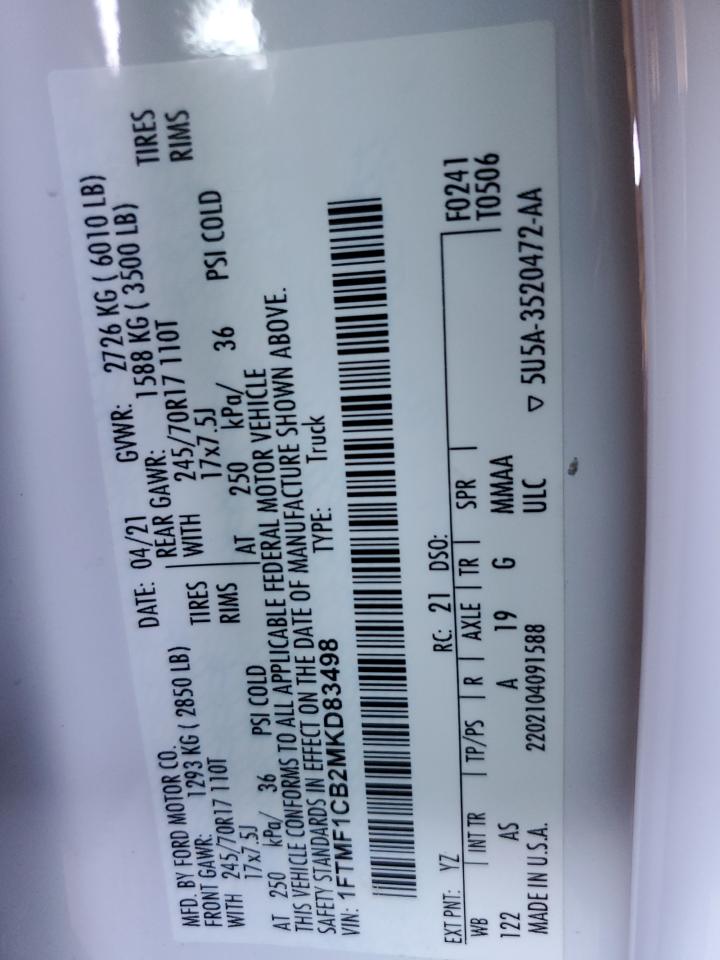 MFD. BY FORD MOTOR CO.
DATE: 04/21 GVWR: 2726 KG ( 6010 LB)
FRONT GAWR: 1293 KG ( 2850 LB) REAR GAWR: 1588 KG ( 3500 LB)
WITH 245/70R17 110T TIRES WITH 245/70R17 110T TIRES
17x7.5J RIMS 17x7.5J RIMS
AT 250 kPa/ 36 PSI COLD AT 250 kPa/ 36 PSI COLD
THIS VEHICLE CONFORMS TO ALL APPLICABLE FEDERAL MOTOR VEHICLE
SAFETY STANDARDS IN EFFECT ON THE DATE OF MANUFACTURE SHOWN ABOVE.
VIN: 1FTMF1CB2MKD83498 TYPE: Truck
F0241
T0506
EXT PNT: YZ RC: 21 DSO:
WB INT TR TP/PS R AXLE TR SPR
122 AS A 19 G MMAA
ULC
MADE IN U.S.A. 2202104091588 ▽ 5U5A-3520472-AA